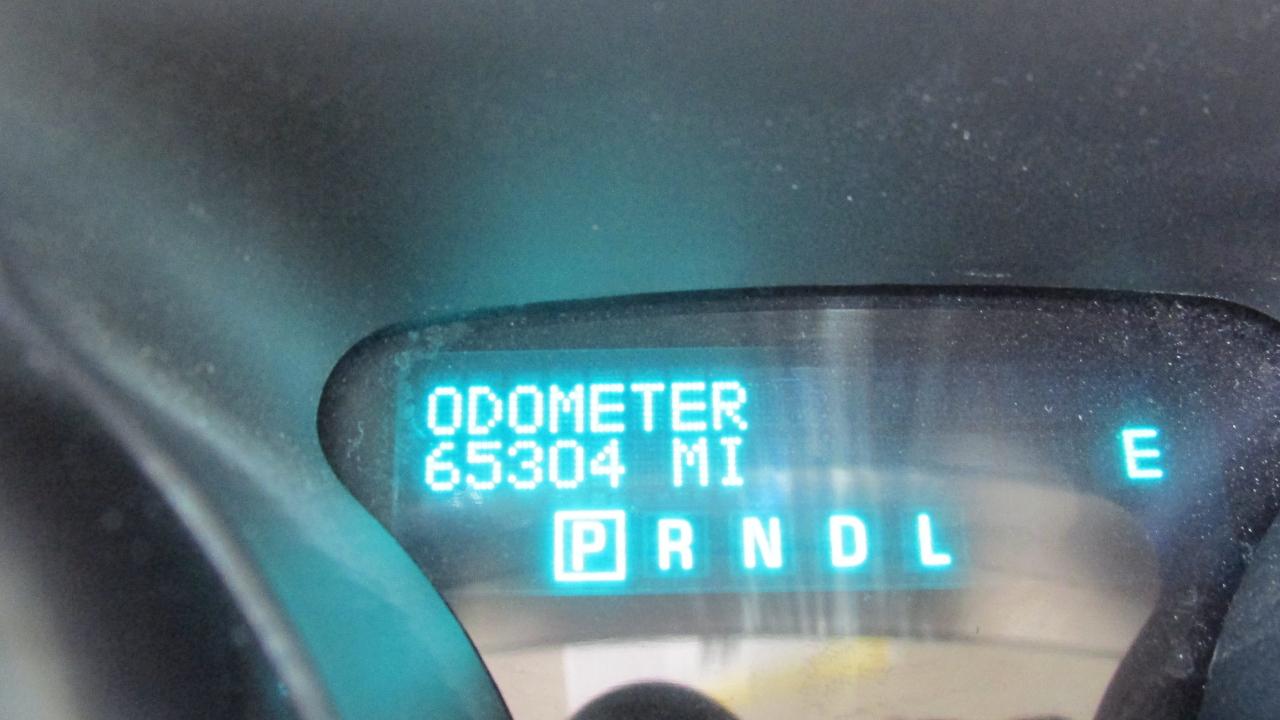 ODOMETER
65304 MI
E
P R N D L